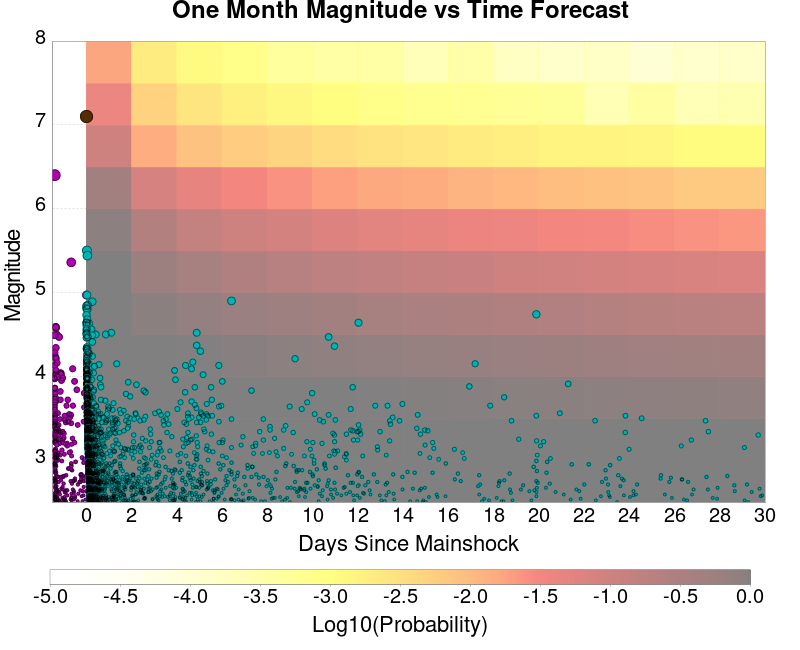 One Month Magnitude vs Time Forecast
8
7
6
5
4
3
Magnitude
0 2 4 6 8 10 12 14 16 18 20 22 24 26 28 30
Days Since Mainshock
-5.0 -4.5 -4.0 -3.5 -3.0 -2.5 -2.0 -1.5 -1.0 -0.5 0.0
Log10(Probability)